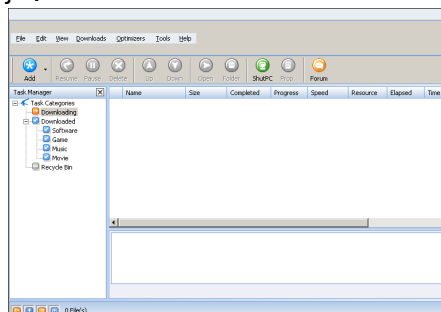 File Edit View Downloads Optimizers Tools Help
Add Resume Pause Delete Up Down Open Folder ShutPC Prop... Forum
Task Manager
Name Size Completed Progress Speed Resource Elapsed Time
Task Categories
Downloading
Downloaded
Software
Game
Music
Movie
Recycle Bin
0 File(s)